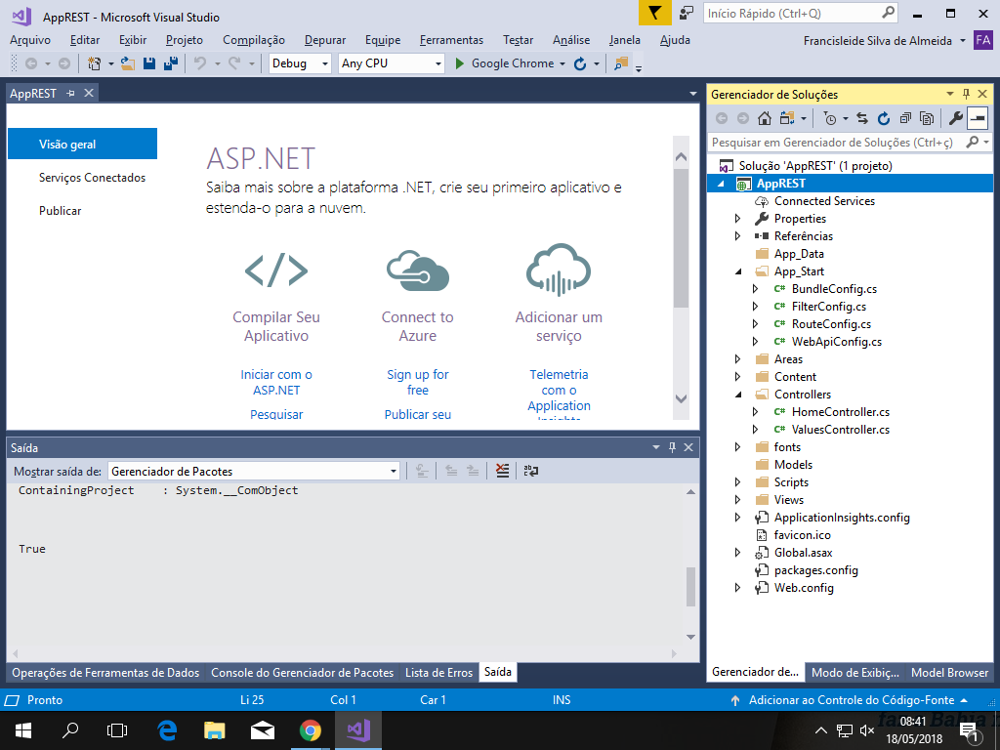 AppREST - Microsoft Visual Studio
Início Rápido (Ctrl+Q)
Arquivo Editar Exibir Projeto Compilação Depurar Equipe Ferramentas Testar Análise Janela Ajuda
Francisleide Silva de Almeida FA
Debug Any CPU Google Chrome
AppREST
Visão geral
Serviços Conectados
Publicar
ASP.NET
Saiba mais sobre a plataforma .NET, crie seu primeiro aplicativo e
estenda-o para a nuvem.
Compilar Seu
Aplicativo
Iniciar com o
ASP.NET
Pesquisar
Connect to
Azure
Sign up for
free
Publicar seu
Adicionar um
serviço
Telemetria
com o
Application
Insights
Saída
Mostrar saída de: Gerenciador de Pacotes
ContainingProject : System.__ComObject
True
Operações de Ferramentas de Dados Console do Gerenciador de Pacotes Lista de Erros Saída
Gerenciador de Soluções
Pesquisar em Gerenciador de Soluções (Ctrl+ç)
Solução 'AppREST' (1 projeto)
AppREST
Connected Services
Properties
Referências
App_Data
App_Start
C# BundleConfig.cs
C# FilterConfig.cs
C# RouteConfig.cs
C# WebApiConfig.cs
Areas
Content
Controllers
C# HomeController.cs
C# ValuesController.cs
fonts
Models
Scripts
Views
ApplicationInsights.config
favicon.ico
Global.asax
packages.config
Web.config
Gerenciador de... Modo de Exibiç... Model Browser
Pronto Li 25 Col 1 Car 1 INS Adicionar ao Controle do Código-Fonte
08:41
18/05/2018
1